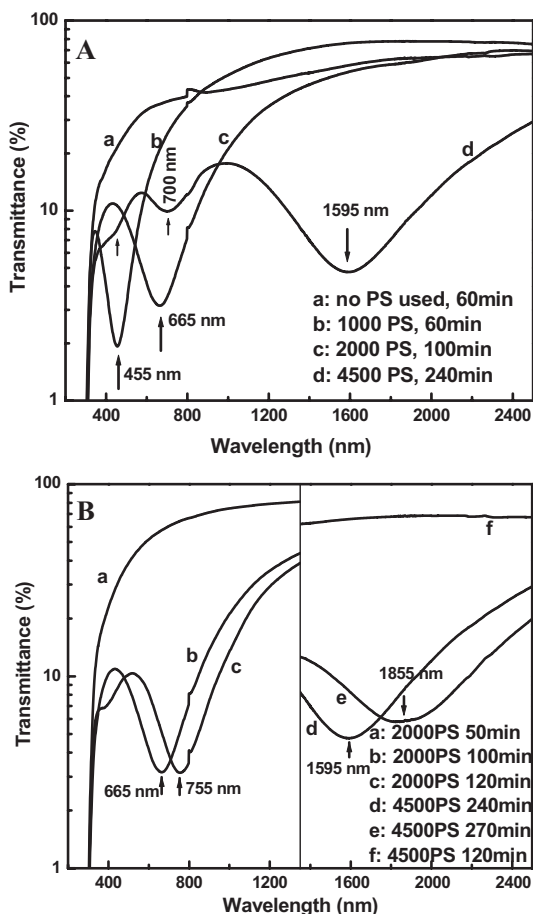 A
100
10
1
Transmittance (%)
a
b
c
d
700 nm
1595 nm
665 nm
455 nm
a: no PS used, 60min
b: 1000 PS, 60min
c: 2000 PS, 100min
d: 4500 PS, 240min
400 800 1200 1600 2000 2400
Wavelength (nm)
B
100
10
1
Transmittance (%)
a
b
c
f
d
e
665 nm
755 nm
1855 nm
1595 nm
a: 2000PS 50min
b: 2000PS 100min
c: 2000PS 120min
d: 4500PS 240min
e: 4500PS 270min
f: 4500PS 120min
400 800 1200 1600 2000 2400
Wavelength (nm)